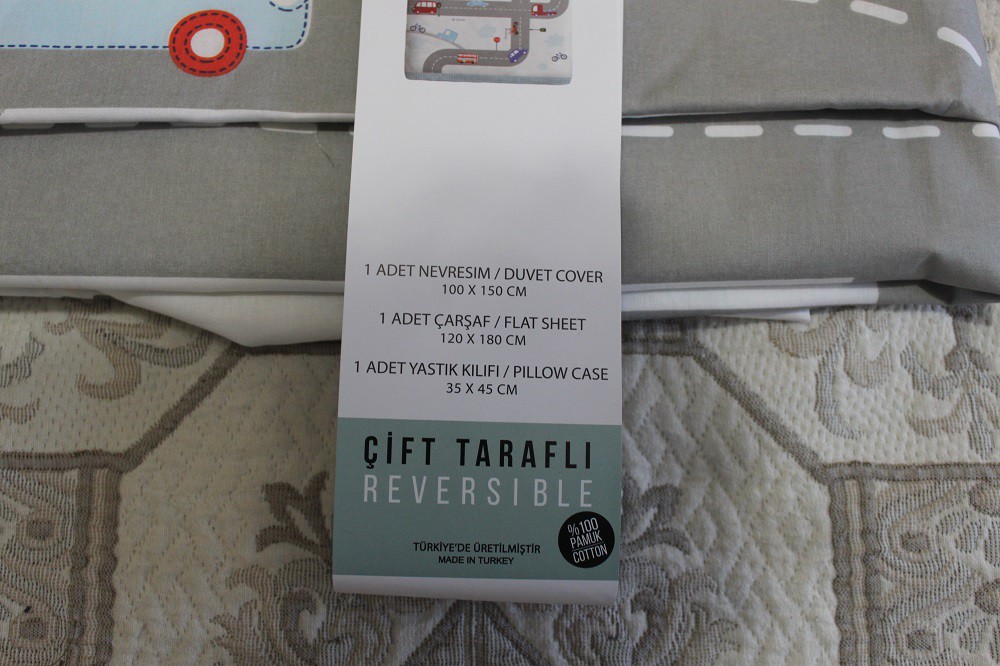 1 ADET NEVRESIM / DUVET COVER
100 X 150 CM
1 ADET ÇARŞAF / FLAT SHEET
120 X 180 CM
1 ADET YASTIK KILIFI / PILLOW CASE
35 X 45 CM
ÇİFT TARAFLI
REVERSIBLE
%100
PAMUK
COTTON
TÜRKİYE'DE ÜRETİLMİŞTİR
MADE IN TURKEY